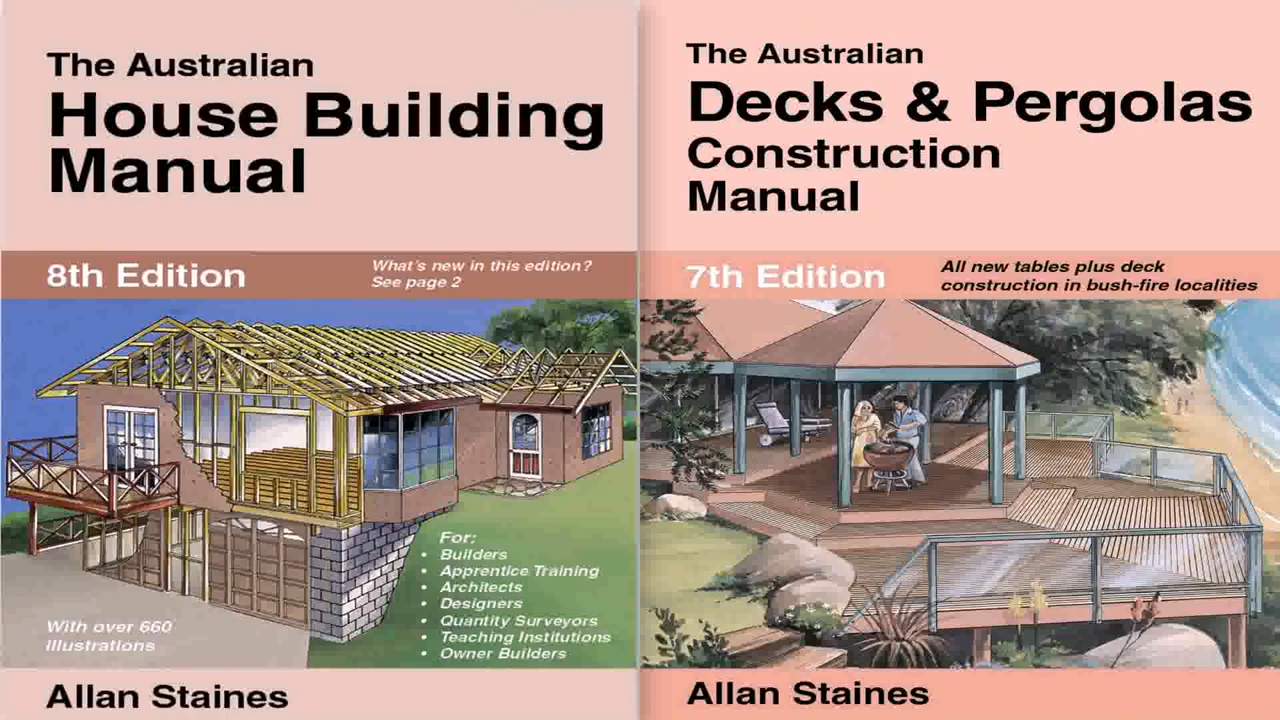 The Australian
House Building
Manual
8th Edition
What's new in this edition?
See page 2
For:
• Builders
• Apprentice Training
• Architects
• Designers
• Quantity Surveyors
• Teaching Institutions
• Owner Builders
With over 660
illustrations
Allan Staines
The Australian
Decks & Pergolas
Construction
Manual
7th Edition
All new tables plus deck
construction in bush-fire localities
Allan Staines